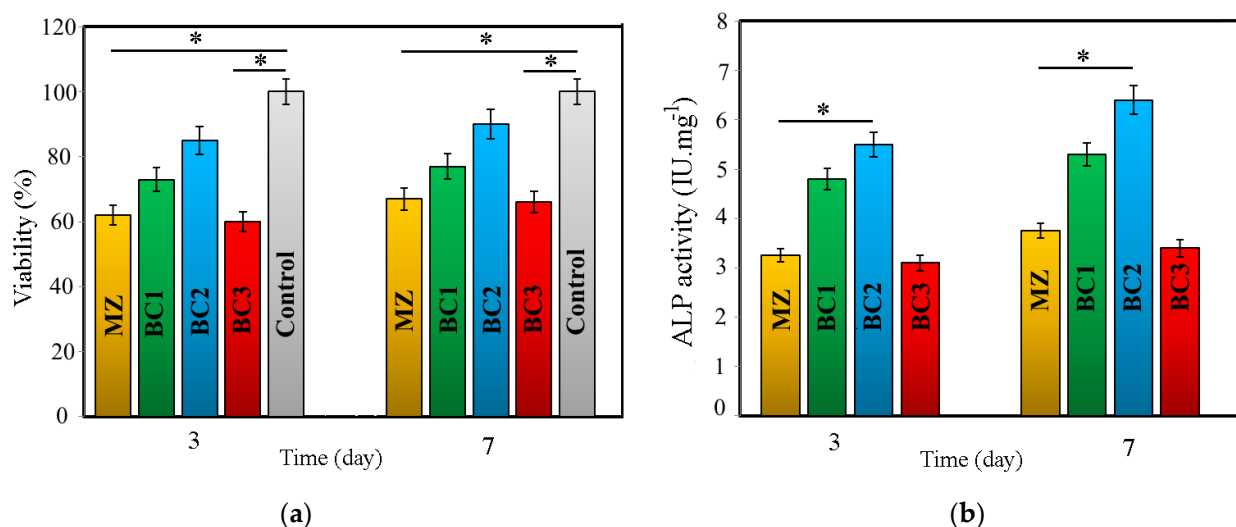 120
100
80
60
40
20
0
Viability (%)
* * * *
MZ BC1 BC2 BC3 Control MZ BC1 BC2 BC3 Control
3 7
Time (day)
(a)
8
7
6
5
4
3
2
1
0
ALP activity (IU.mg-1)
* *
MZ BC1 BC2 BC3 MZ BC1 BC2 BC3
3 7
Time (day)
(b)